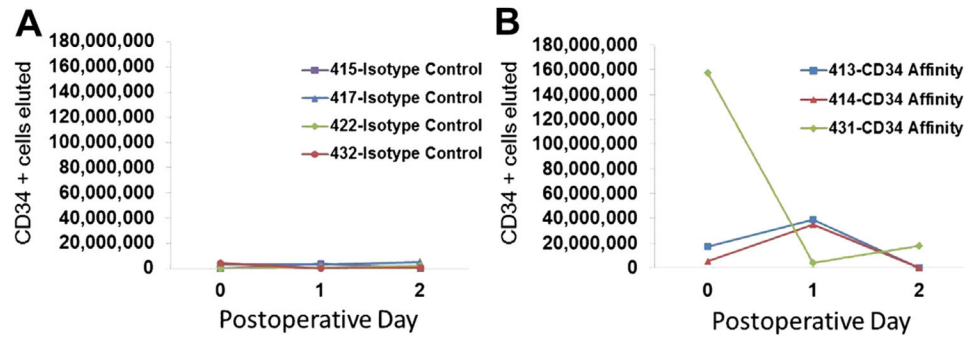 A
CD34 + cells eluted
180,000,000
160,000,000
140,000,000
120,000,000
100,000,000
80,000,000
60,000,000
40,000,000
20,000,000
0
415-Isotype Control
417-Isotype Control
422-Isotype Control
432-Isotype Control
0 1 2
Postoperative Day
B
CD34 + cells eluted
180,000,000
160,000,000
140,000,000
120,000,000
100,000,000
80,000,000
60,000,000
40,000,000
20,000,000
0
413-CD34 Affinity
414-CD34 Affinity
431-CD34 Affinity
0 1 2
Postoperative Day